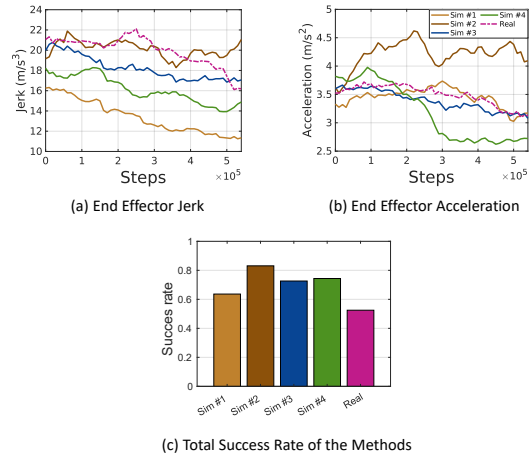 24
22
20
18
16
14
12
10
Jerk (m/s³)
0 1 2 3 4 5
Steps ×10⁵
(a) End Effector Jerk
5
4.5
4
3.5
3
2.5
Acceleration (m/s²)
Sim #1 Sim #4
Sim #2 Real
Sim #3
0 1 2 3 4 5
Steps ×10⁵
(b) End Effector Acceleration
1
0.8
0.6
0.4
0.2
0
Succes rate
Sim #1 Sim #2 Sim #3 Sim #4 Real
(c) Total Success Rate of the Methods